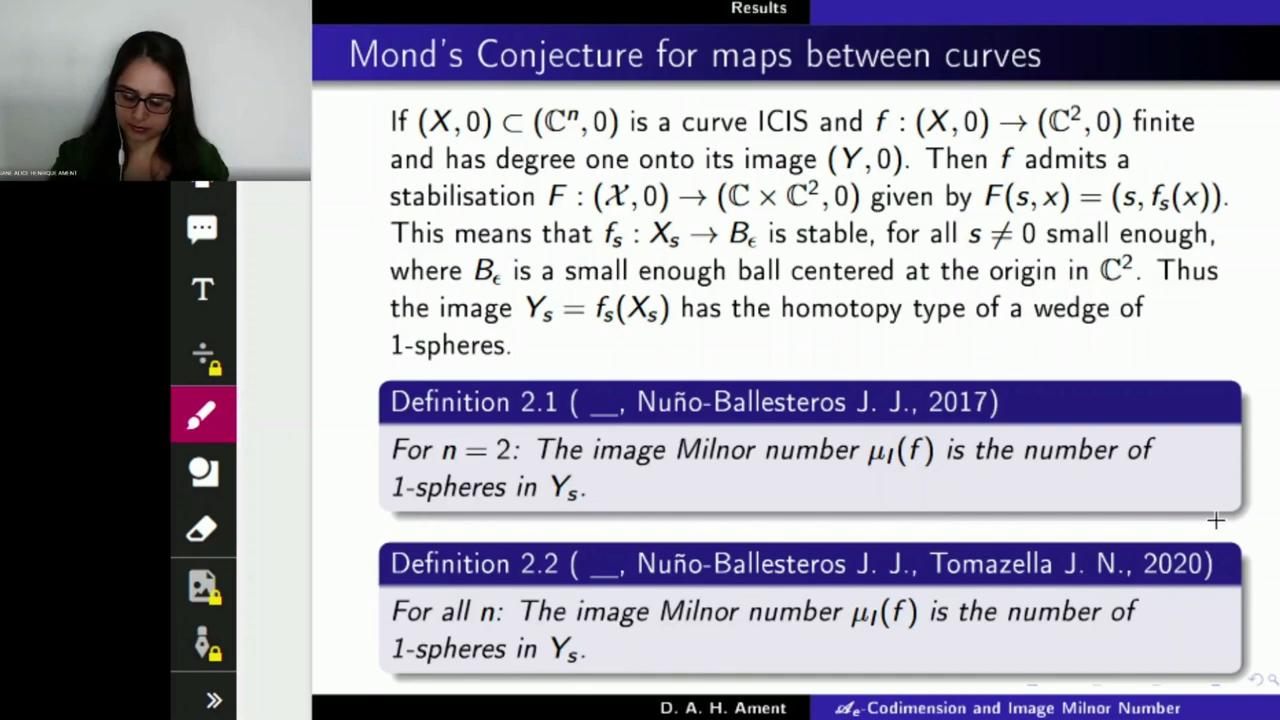 Results
Mond's Conjecture for maps between curves
If (X, 0) ⊂ (ℂⁿ, 0) is a curve ICIS and f : (X, 0) → (ℂ², 0) finite
and has degree one onto its image (Y, 0). Then f admits a
stabilisation F : (𝒳, 0) → (ℂ × ℂ², 0) given by F(s, x) = (s, fₛ(x)).
This means that fₛ : Xₛ → B_ϵ is stable, for all s ≠ 0 small enough,
where B_ϵ is a small enough ball centered at the origin in ℂ². Thus
the image Yₛ = fₛ(Xₛ) has the homotopy type of a wedge of
1-spheres.
Definition 2.1 ( __, Nuño-Ballesteros J. J., 2017)
For n = 2: The image Milnor number μ_I(f) is the number of
1-spheres in Yₛ.
Definition 2.2 ( __, Nuño-Ballesteros J. J., Tomazella J. N., 2020)
For all n: The image Milnor number μ_I(f) is the number of
1-spheres in Yₛ.
D. A. H. Ament
𝒜ₑ-Codimension and Image Milnor Number
ALICE HENRIQUE AMENT
T